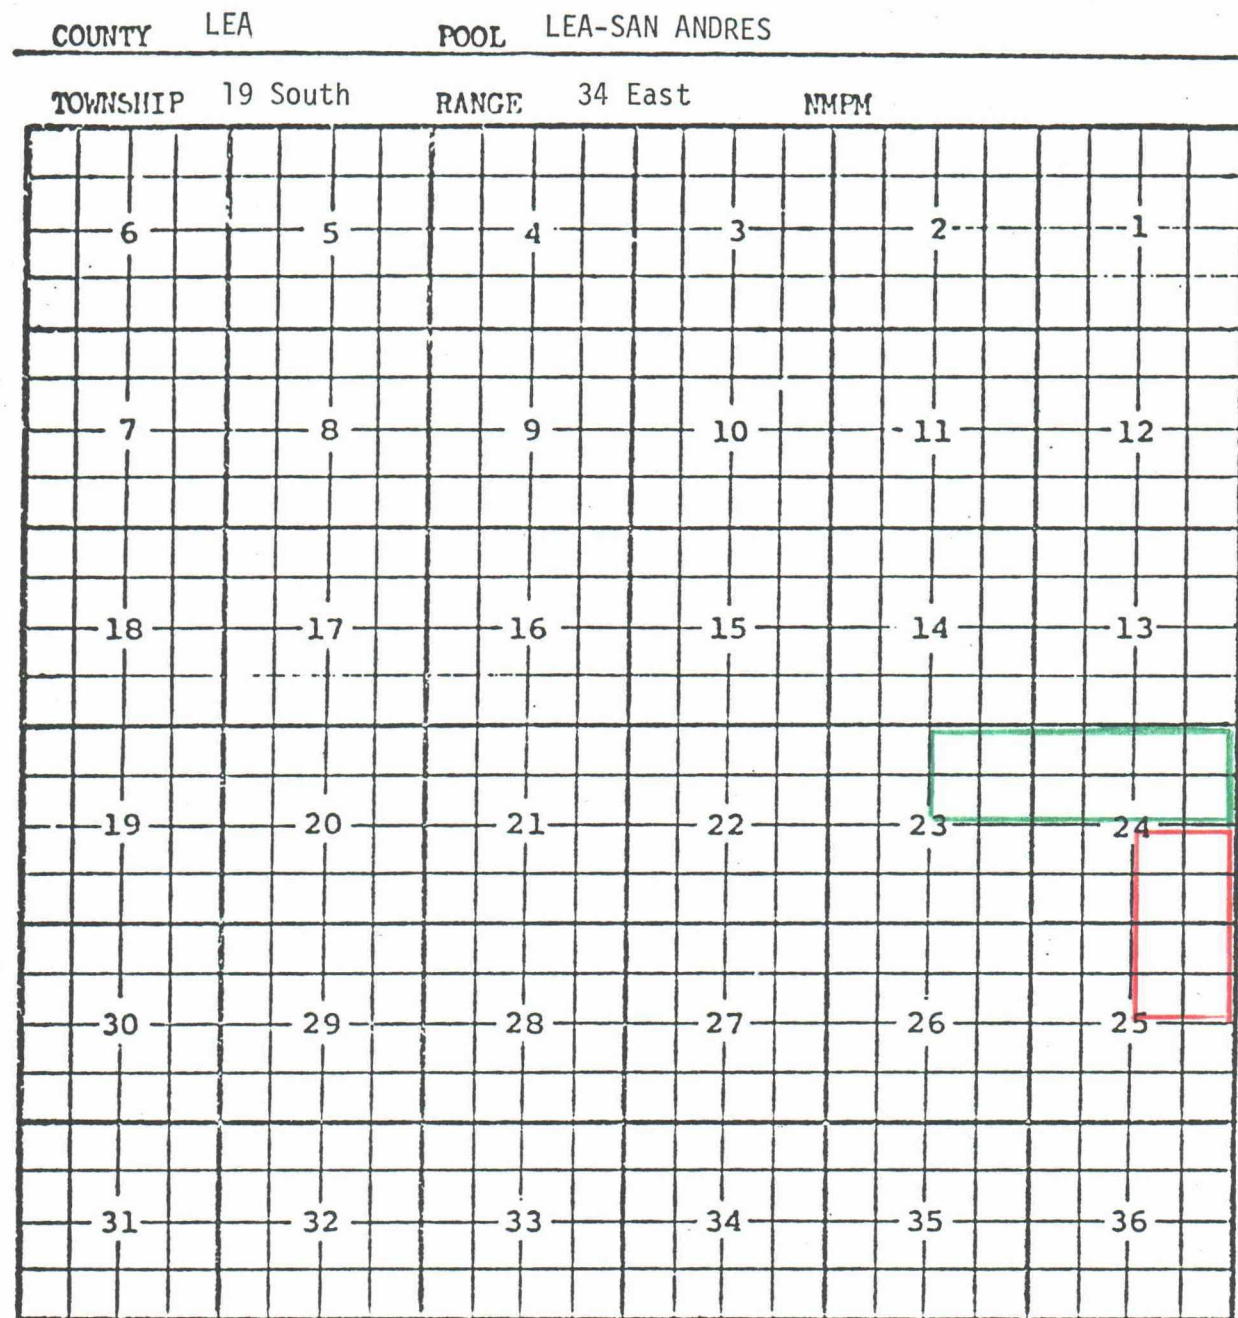 COUNTY LEA POOL LEA-SAN ANDRES
TOWNSHIP 19 South RANGE 34 East NMPM
6 5 4 3 2 1
7 8 9 10 11 12
18 17 16 15 14 13
19 20 21 22 23 24
30 29 28 27 26 25
31 32 33 34 35 36